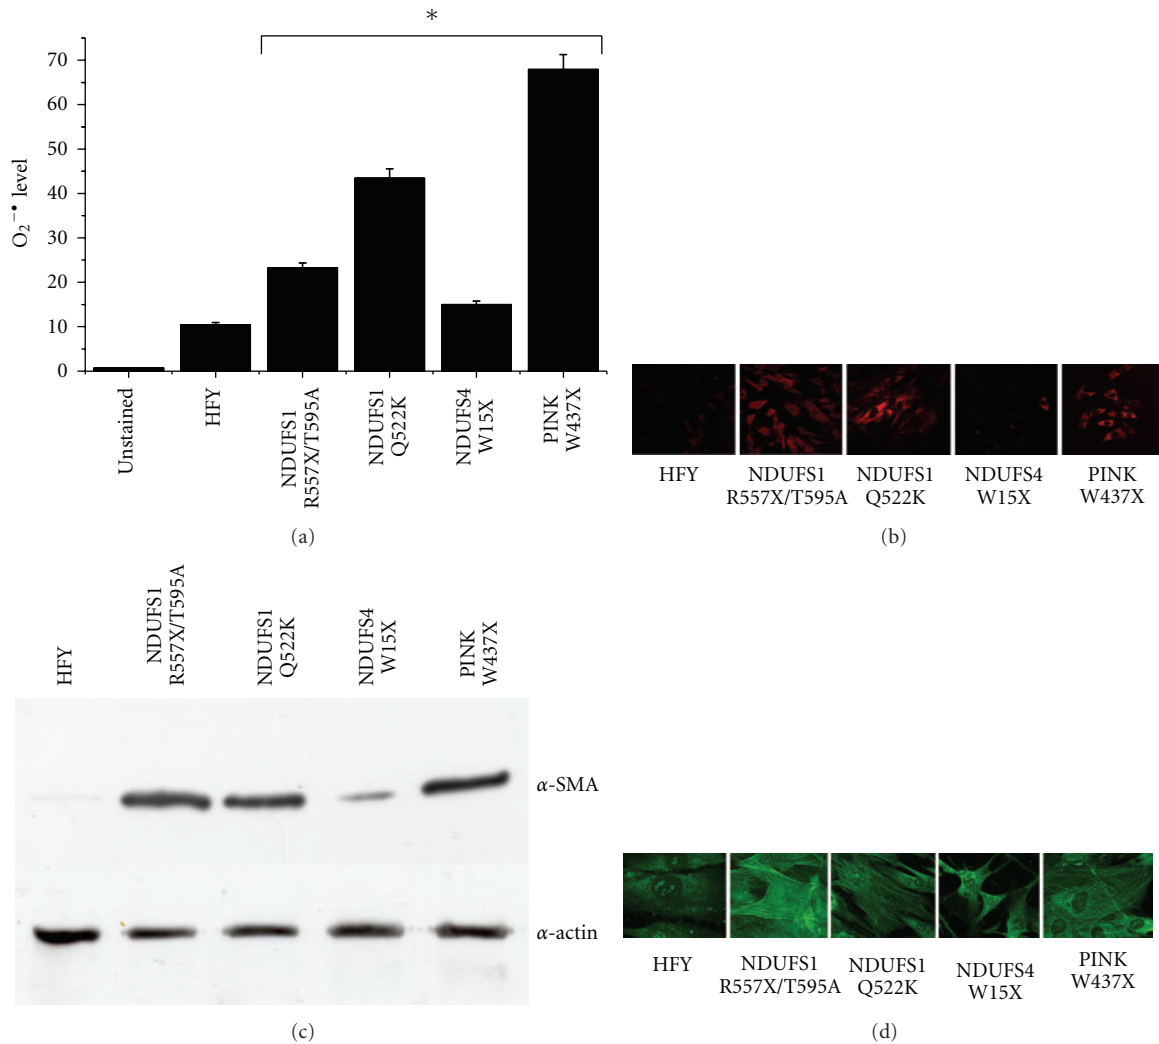 *
O₂⁻• level
70
60
50
40
30
20
10
0
Unstained
HFY
NDUFS1
R557X/T595A
NDUFS1
Q522K
NDUFS4
W15X
PINK
W437X
(a)
HFY
NDUFS1
R557X/T595A
NDUFS1
Q522K
NDUFS4
W15X
PINK
W437X
(b)
HFY
NDUFS1
R557X/T595A
NDUFS1
Q522K
NDUFS4
W15X
PINK
W437X
α-SMA
α-actin
(c)
HFY
NDUFS1
R557X/T595A
NDUFS1
Q522K
NDUFS4
W15X
PINK
W437X
(d)